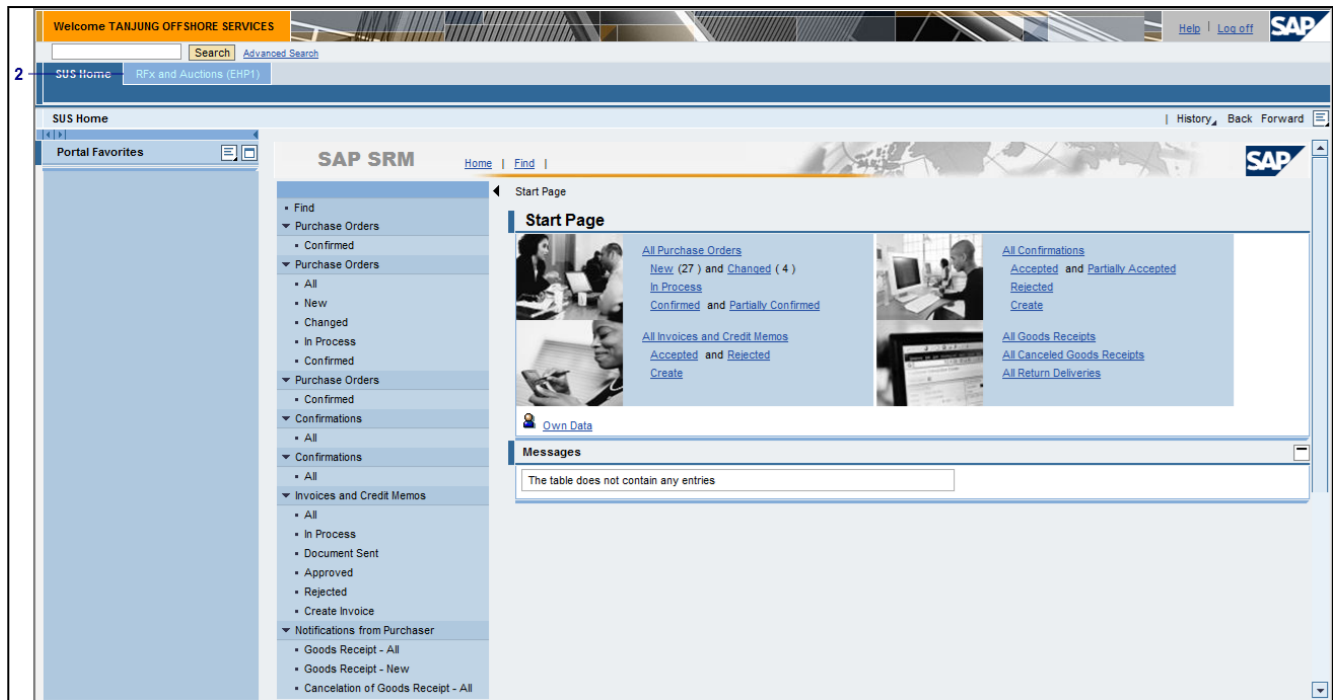 Welcome TANJUNG OFFSHORE SERVICES
Help | Log off
SAP
Search Advanced Search
2
SUS Home RFx and Auctions (EHP1)
SUS Home
| History Back Forward
Portal Favorites
SAP SRM
Home | Find |
SAP
Find
Purchase Orders
Confirmed
Purchase Orders
All
New
Changed
In Process
Confirmed
Purchase Orders
Confirmed
Confirmations
All
Confirmations
All
Invoices and Credit Memos
All
In Process
Document Sent
Approved
Rejected
Create Invoice
Notifications from Purchaser
Goods Receipt - All
Goods Receipt - New
Cancelation of Goods Receipt - All
Start Page
Start Page
All Purchase Orders
New (27 ) and Changed ( 4 )
In Process
Confirmed and Partially Confirmed
All Confirmations
Accepted and Partially Accepted
Rejected
Create
All Invoices and Credit Memos
Accepted and Rejected
Create
All Goods Receipts
All Canceled Goods Receipts
All Return Deliveries
Own Data
Messages
The table does not contain any entries